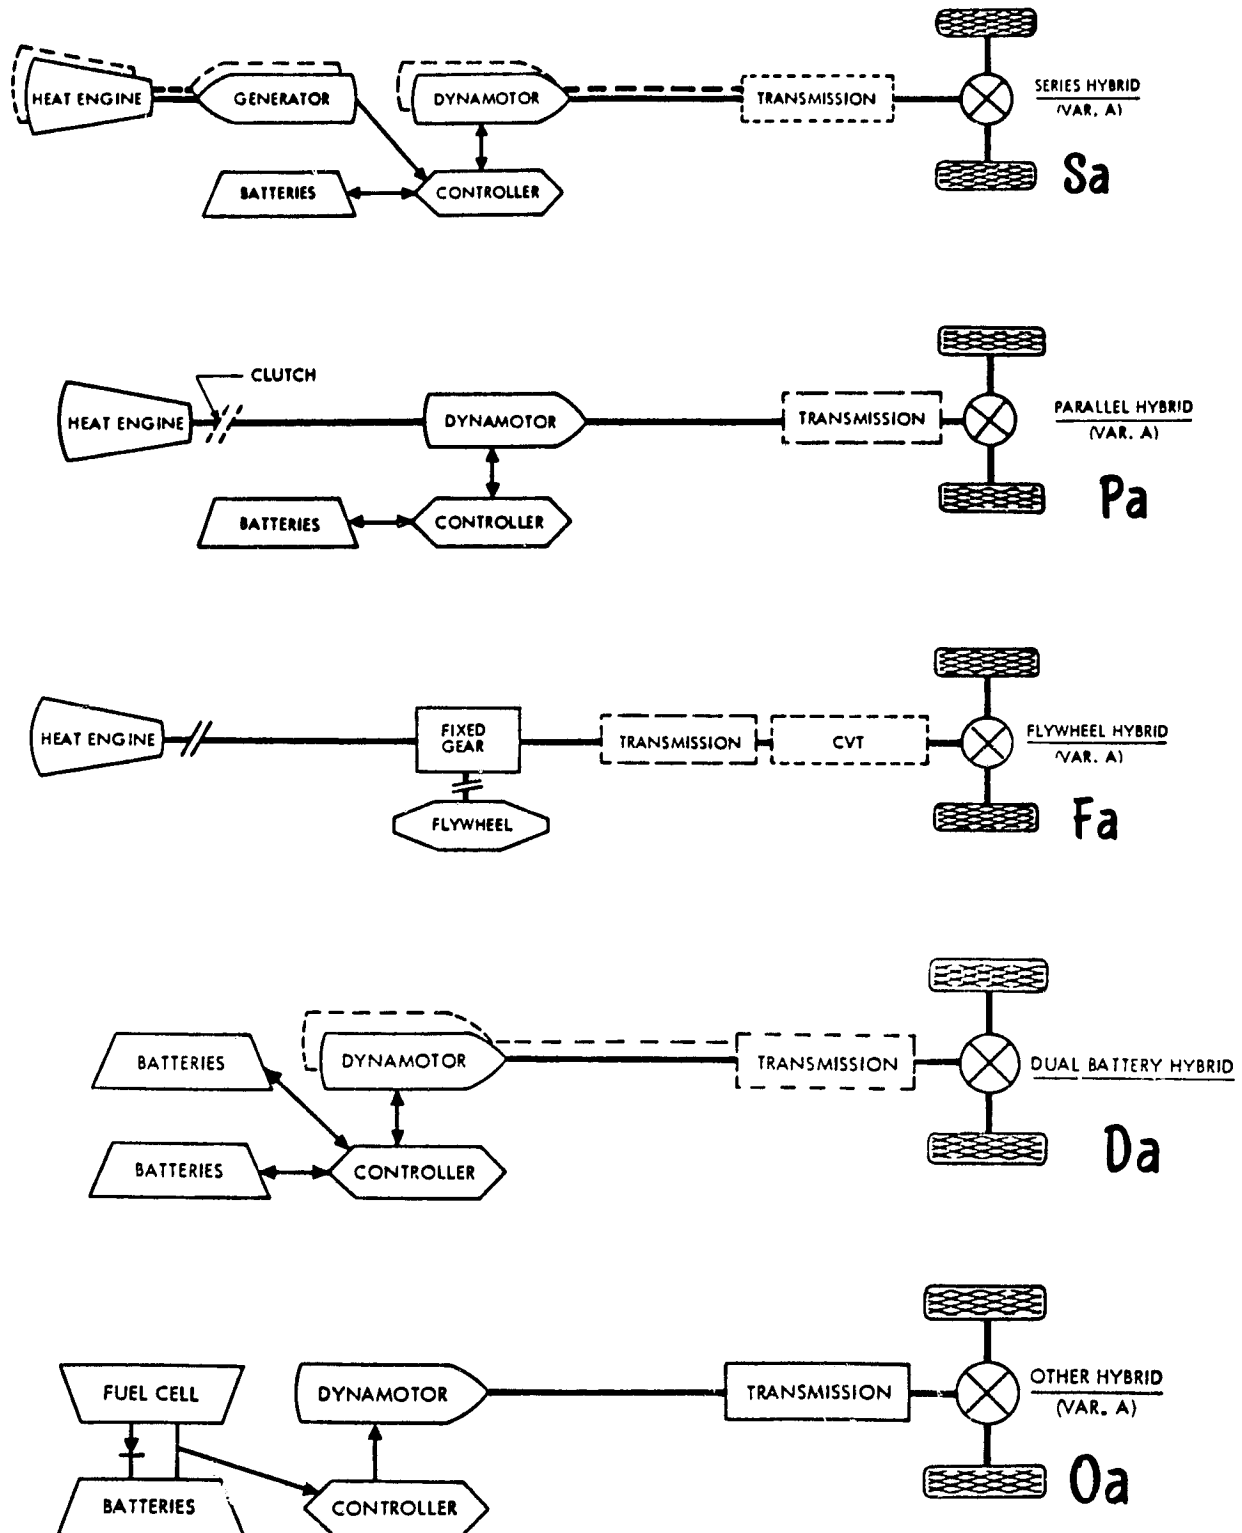 HEAT ENGINE
GENERATOR
DYNAMOTOR
TRANSMISSION
SERIES HYBRID
(VAR. A)
Sa
BATTERIES
CONTROLLER
CLUTCH
HEAT ENGINE
DYNAMOTOR
TRANSMISSION
PARALLEL HYBRID
(VAR. A)
Pa
BATTERIES
CONTROLLER
HEAT ENGINE
FIXED
GEAR
TRANSMISSION
CVT
FLYWHEEL HYBRID
(VAR. A)
Fa
FLYWHEEL
BATTERIES
DYNAMOTOR
TRANSMISSION
DUAL BATTERY HYBRID
Da
BATTERIES
CONTROLLER
FUEL CELL
DYNAMOTOR
TRANSMISSION
OTHER HYBRID
(VAR. A)
Oa
BATTERIES
CONTROLLER